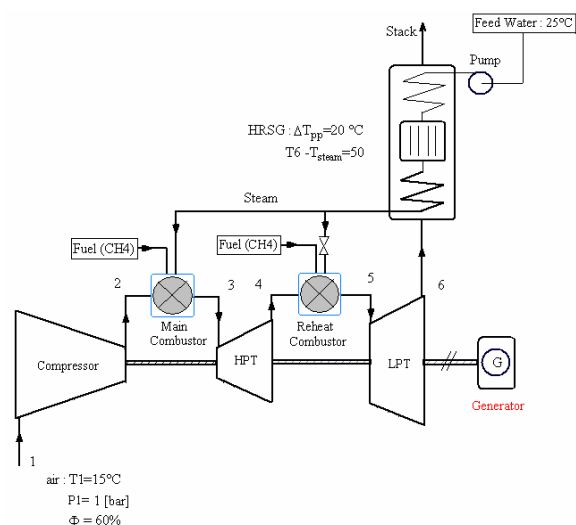 Feed Water : 25°C
Stack
Pump
HRSG : ΔTpp=20 °C
T6 -Tsteam=50
Steam
Fuel (CH4)
Fuel (CH4)
2
3
4
5
6
Main
Combustor
Reheat
Combustor
Compressor
HPT
LPT
G
Generator
1
air : T1=15°C
P1= 1 [bar]
Φ = 60%